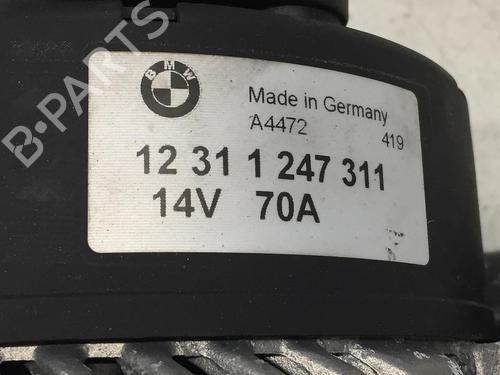 B-PARTS
BMW
Made in Germany
A4472 419
12 31 1 247 311
14V 70A